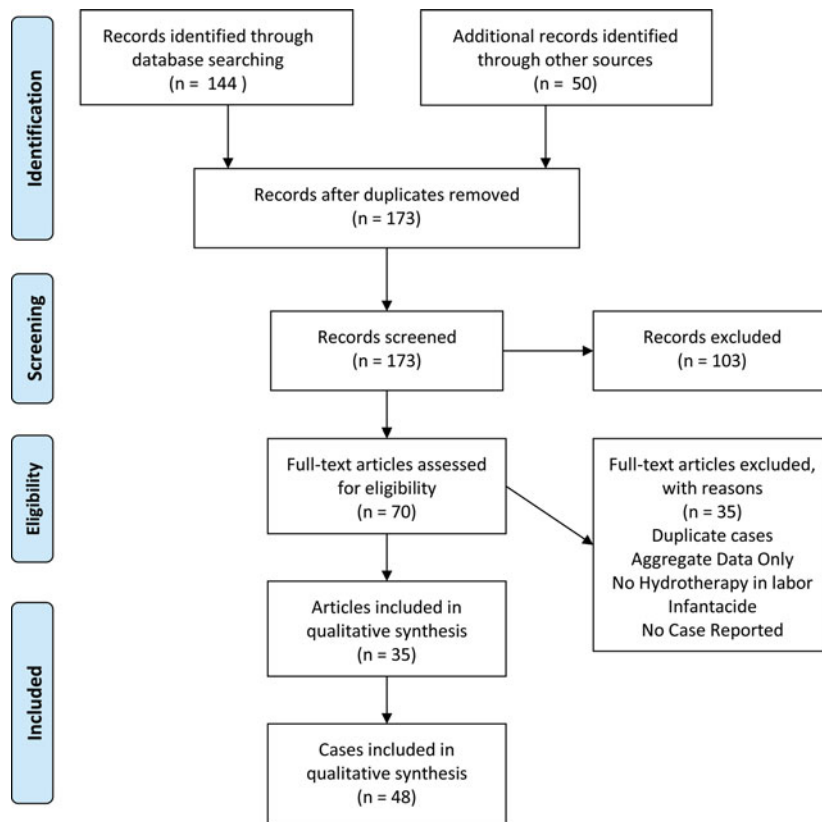 Identification
Records identified through
database searching
(n = 144 )
Additional records identified
through other sources
(n = 50)
Records after duplicates removed
(n = 173)
Screening
Records screened
(n = 173)
Records excluded
(n = 103)
Eligibility
Full-text articles assessed
for eligibility
(n = 70)
Full-text articles excluded,
with reasons
(n = 35)
Duplicate cases
Aggregate Data Only
No Hydrotherapy in labor
Infantacide
No Case Reported
Included
Articles included in
qualitative synthesis
(n = 35)
Cases included in
qualitative synthesis
(n = 48)